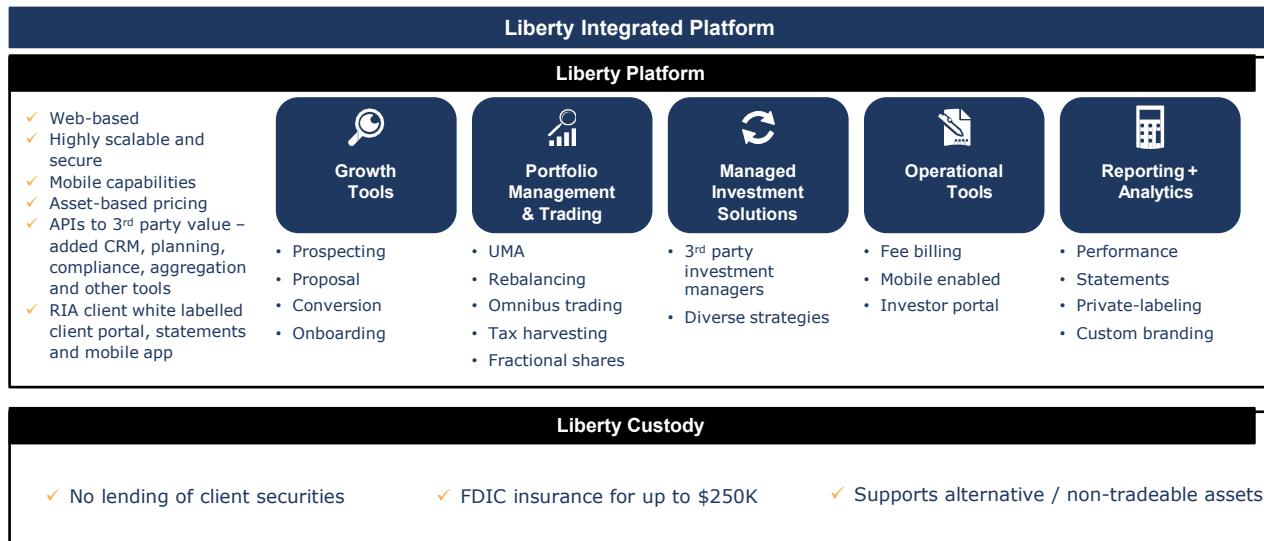 Liberty Integrated Platform
Liberty Platform
✓ Web-based
✓ Highly scalable and
secure
✓ Mobile capabilities
✓ Asset-based pricing
✓ APIs to 3rd party value –
added CRM, planning,
compliance, aggregation
and other tools
✓ RIA client white labelled
client portal, statements
and mobile app
Growth
Tools
• Prospecting
• Proposal
• Conversion
• Onboarding
Portfolio
Management
& Trading
• UMA
• Rebalancing
• Omnibus trading
• Tax harvesting
• Fractional shares
Managed
Investment
Solutions
• 3rd party
investment
managers
• Diverse strategies
Operational
Tools
• Fee billing
• Mobile enabled
• Investor portal
Reporting +
Analytics
• Performance
• Statements
• Private-labeling
• Custom branding
Liberty Custody
✓ No lending of client securities
✓ FDIC insurance for up to $250K
✓ Supports alternative / non-tradeable assets